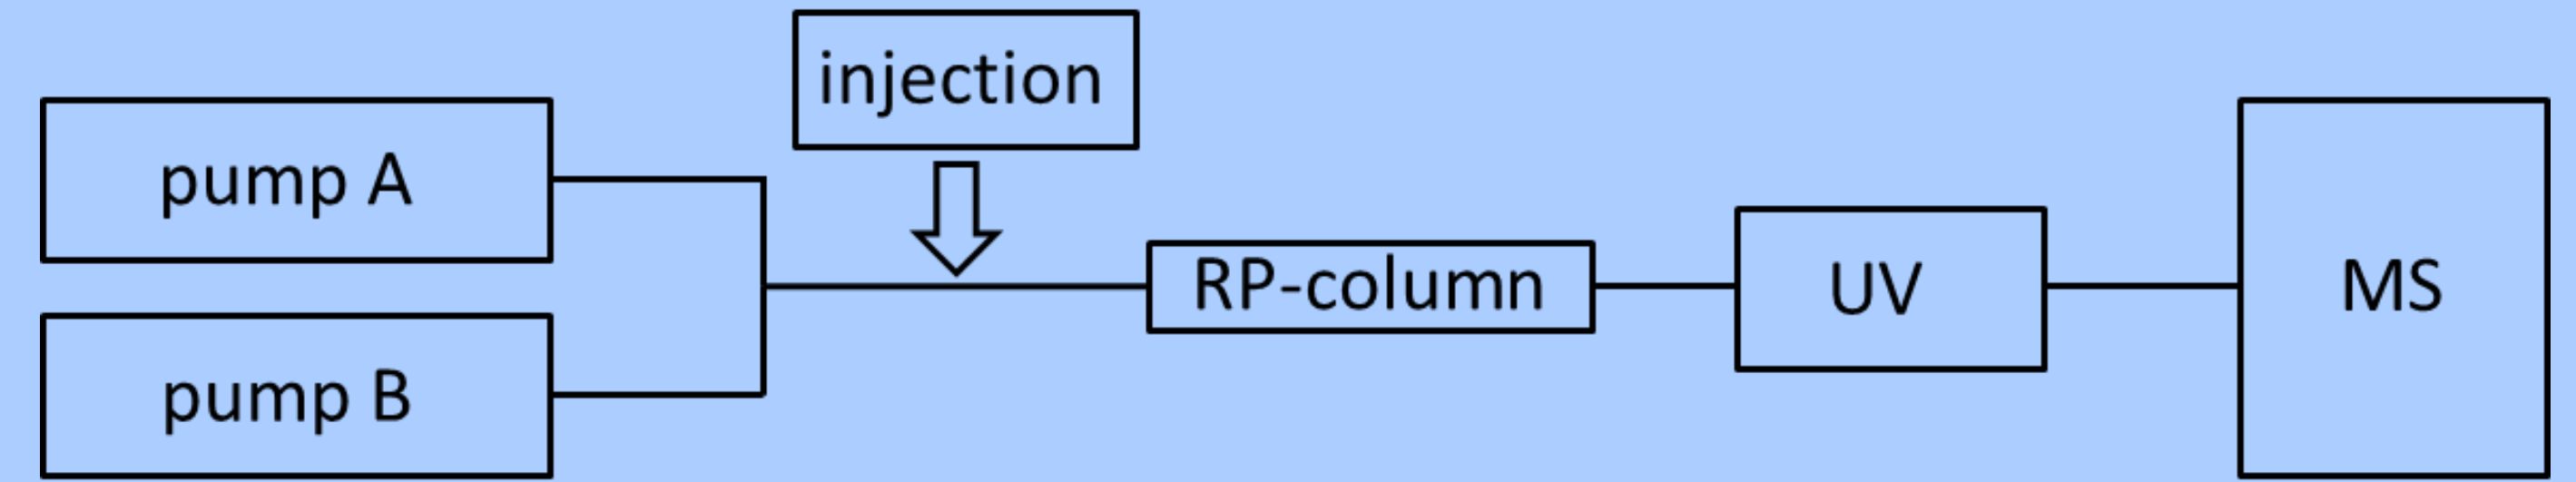 injection
pump A
pump B
RP-column
UV
MS